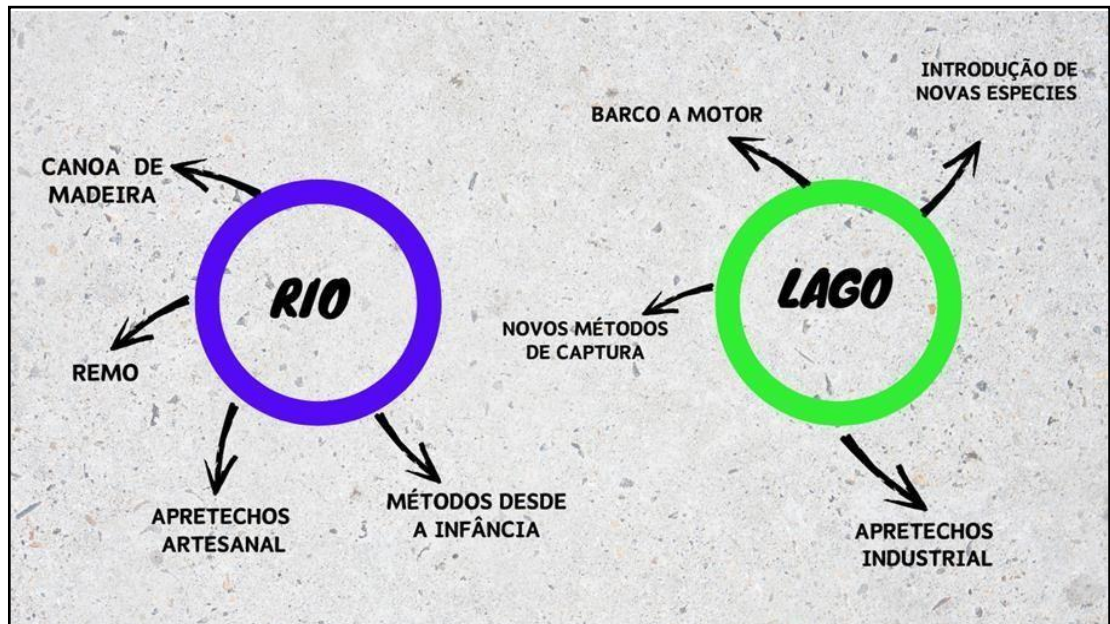 RIO
CANOA DE
MADEIRA
REMO
APRETECHOS
ARTESANAL
MÉTODOS DESDE
A INFÂNCIA
LAGO
BARCO A MOTOR
INTRODUÇÃO DE
NOVAS ESPECIES
NOVOS MÉTODOS
DE CAPTURA
APRETECHOS
INDUSTRIAL